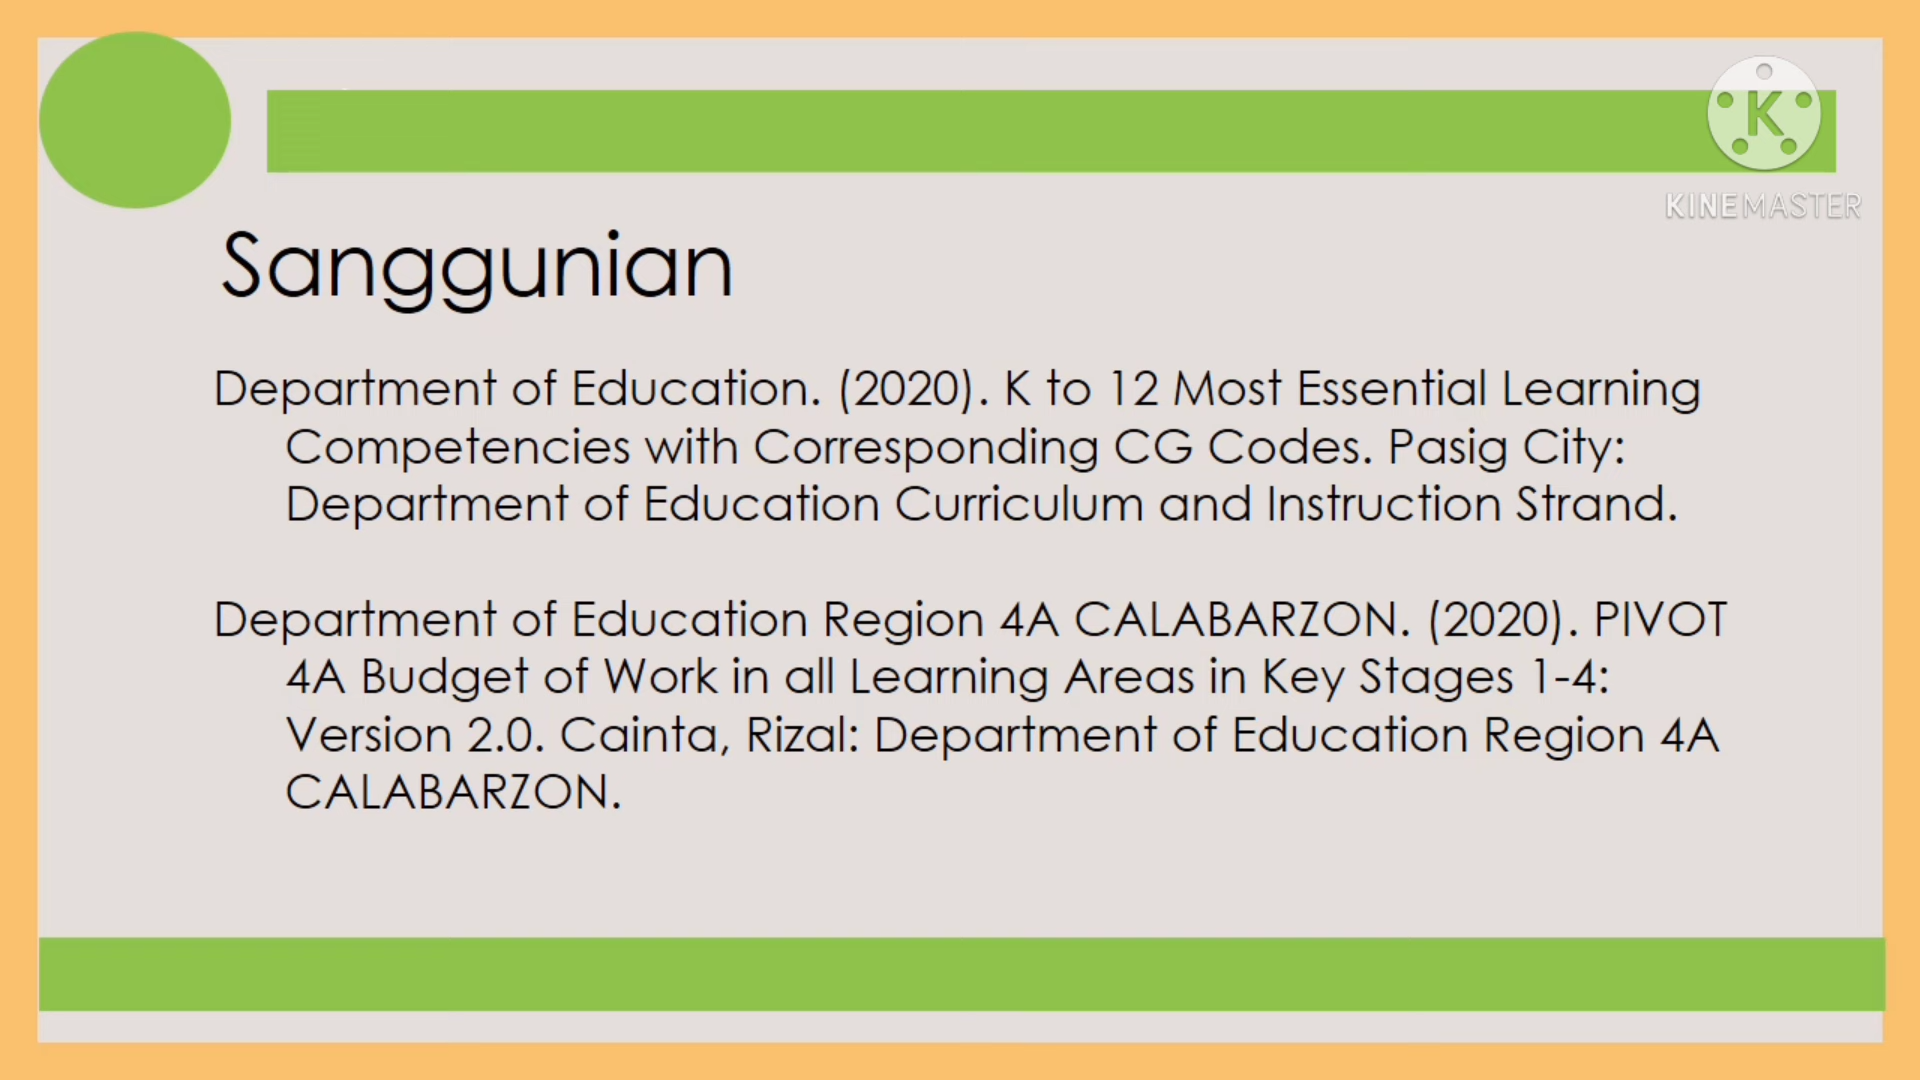 K
KINEMASTER
Sanggunian
Department of Education. (2020). K to 12 Most Essential Learning
Competencies with Corresponding CG Codes. Pasig City:
Department of Education Curriculum and Instruction Strand.
Department of Education Region 4A CALABARZON. (2020). PIVOT
4A Budget of Work in all Learning Areas in Key Stages 1-4:
Version 2.0. Cainta, Rizal: Department of Education Region 4A
CALABARZON.